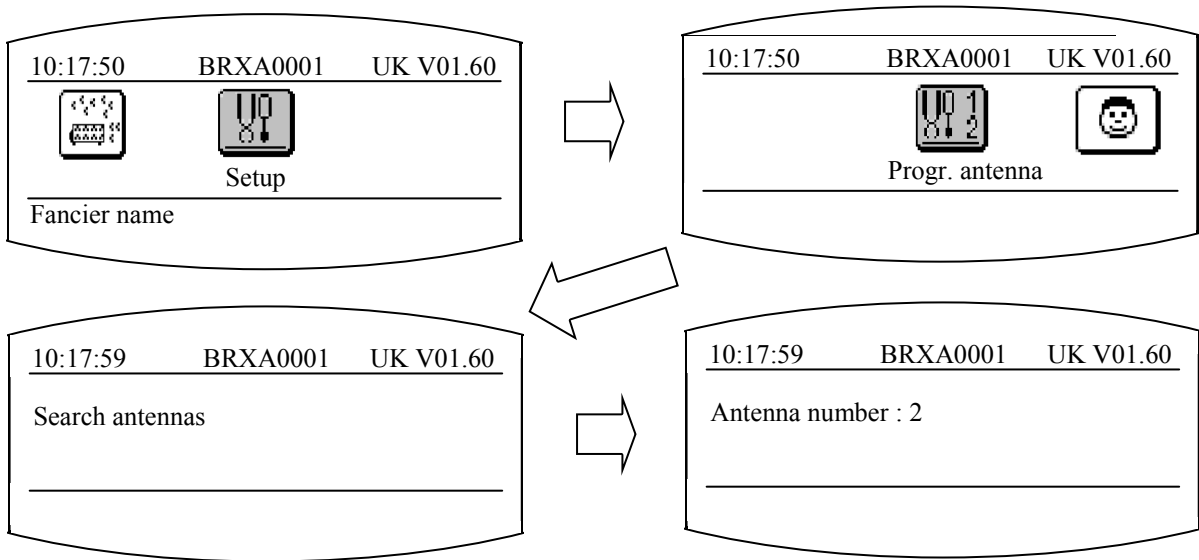 10:17:50 BRXA0001 UK V01.60
Setup
Fancier name
10:17:50 BRXA0001 UK V01.60
1
2
Progr. antenna
10:17:59 BRXA0001 UK V01.60
Search antennas
10:17:59 BRXA0001 UK V01.60
Antenna number : 2